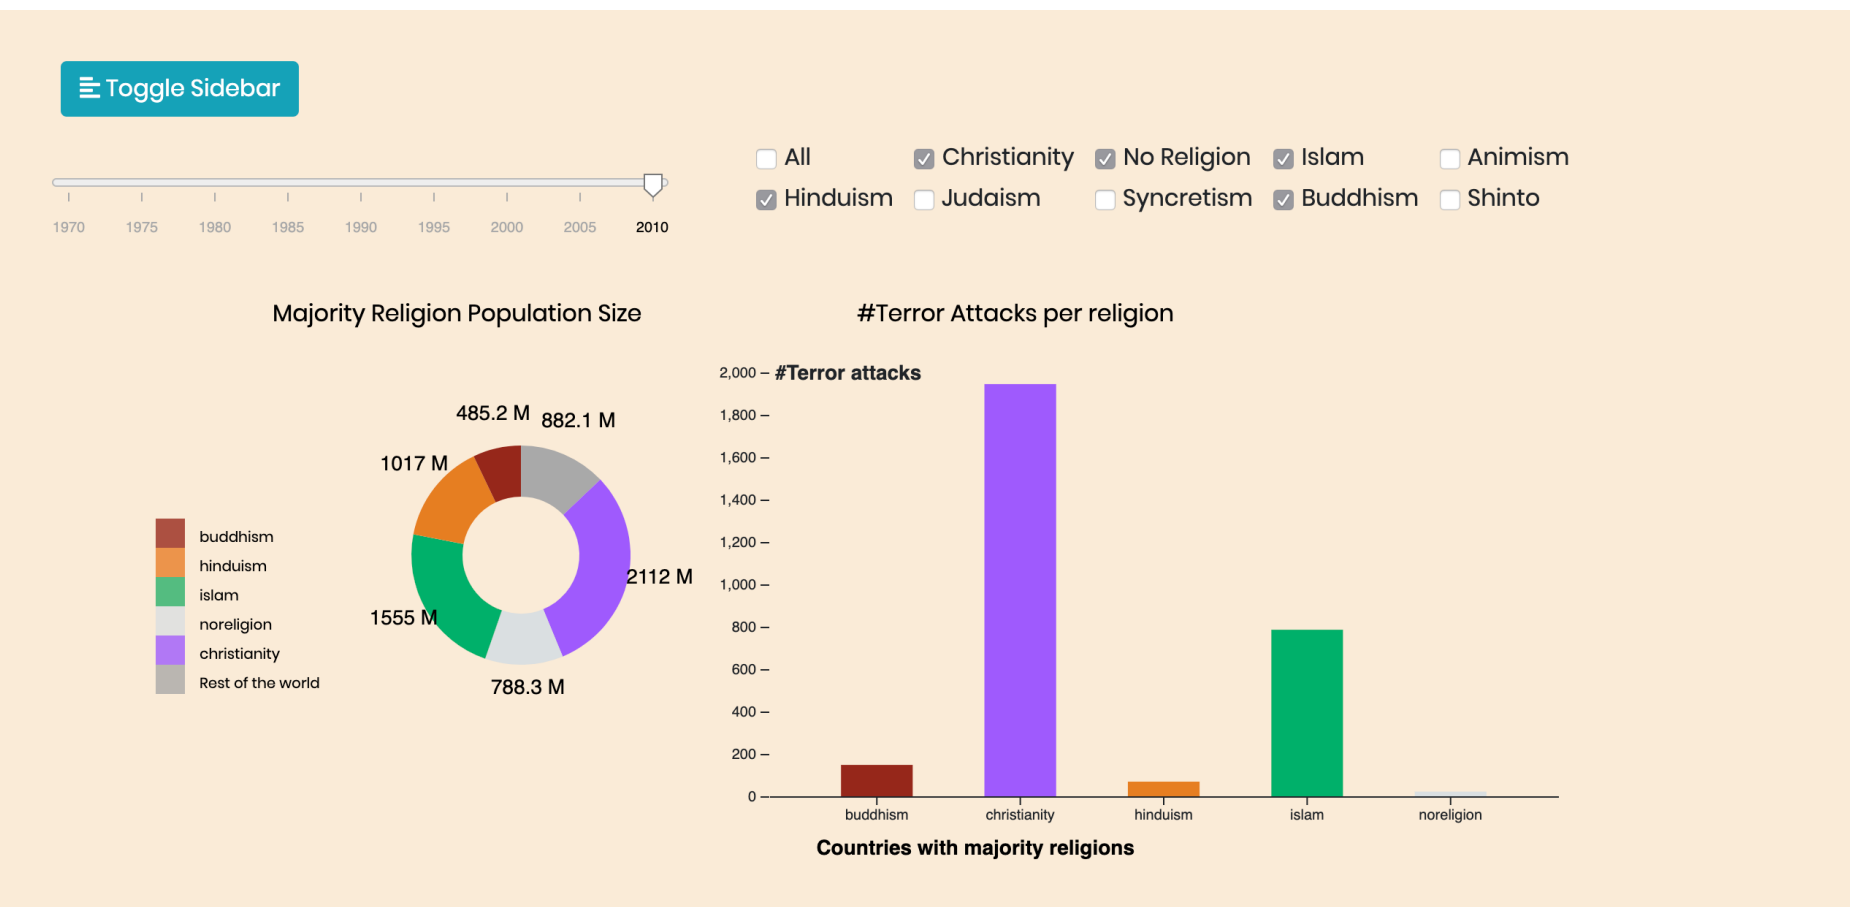 Toggle Sidebar
All Christianity No Religion Islam Animism
Hinduism Judaism Syncretism Buddhism Shinto
1970 1975 1980 1985 1990 1995 2000 2005 2010
Majority Religion Population Size
485.2 M 882.1 M
1017 M
2112 M
1555 M
788.3 M
buddhism
hinduism
islam
noreligion
christianity
Rest of the world
#Terror Attacks per religion
#Terror attacks
2,000
1,800
1,600
1,400
1,200
1,000
800
600
400
200
0
buddhism christianity hinduism islam noreligion
Countries with majority religions